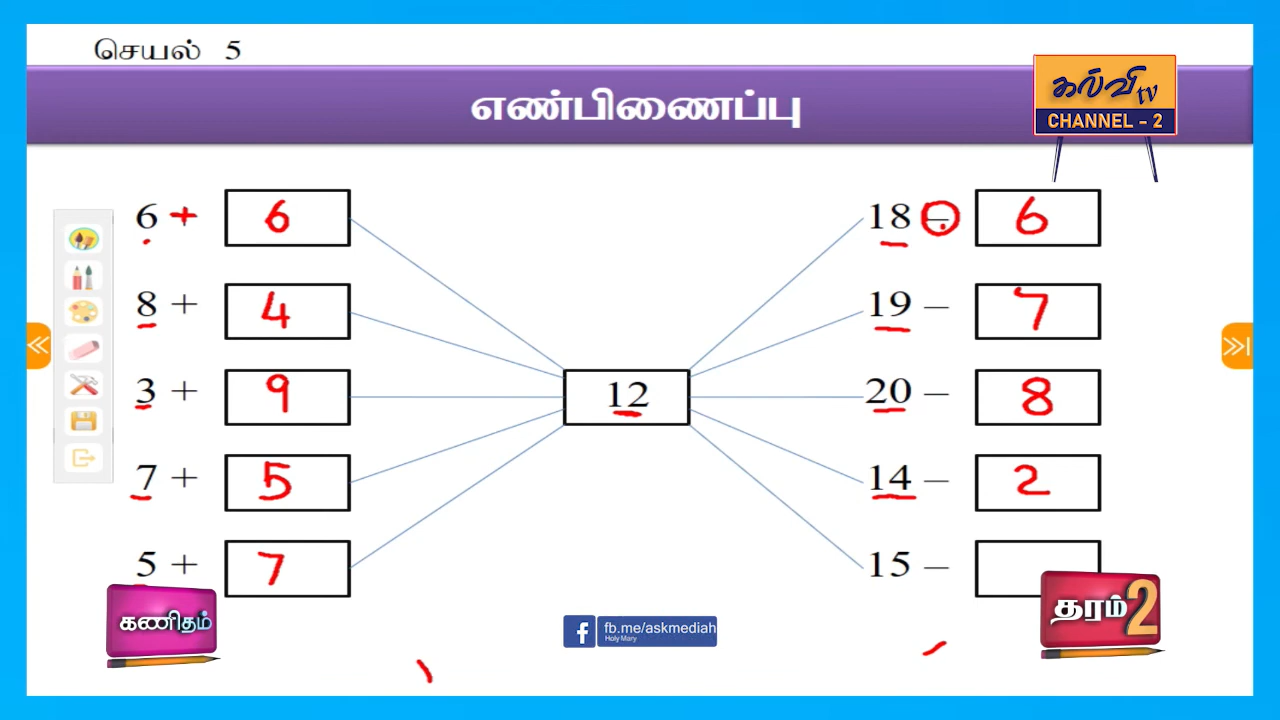 செயல் 5
எண்பிணைப்பு
கல்வி tv
CHANNEL - 2
6 + 6
18 – 6
8 + 4
19 – 7
3 + 9
12
20 – 8
7 + 5
14 – 2
5 + 7
15 –
கணிதம்
fb.me/askmediah
Holy Mary
தரம் 2